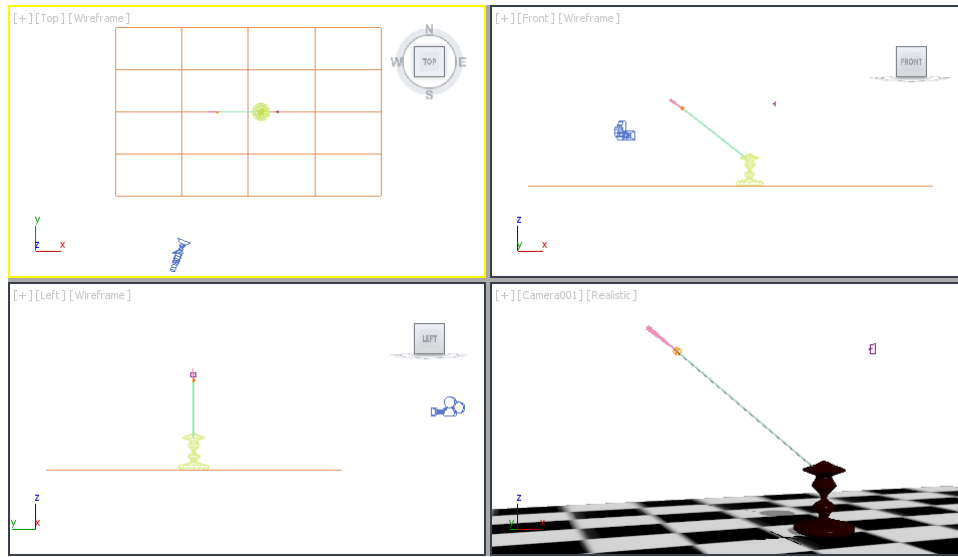 [+] [Top] [Wireframe]
N
W TOP E
S
y
z x
[+] [Front] [Wireframe]
FRONT
z
y x
[+] [Left] [Wireframe]
LEFT
z
y x
[+] [Camera001] [Realistic]
z
y x